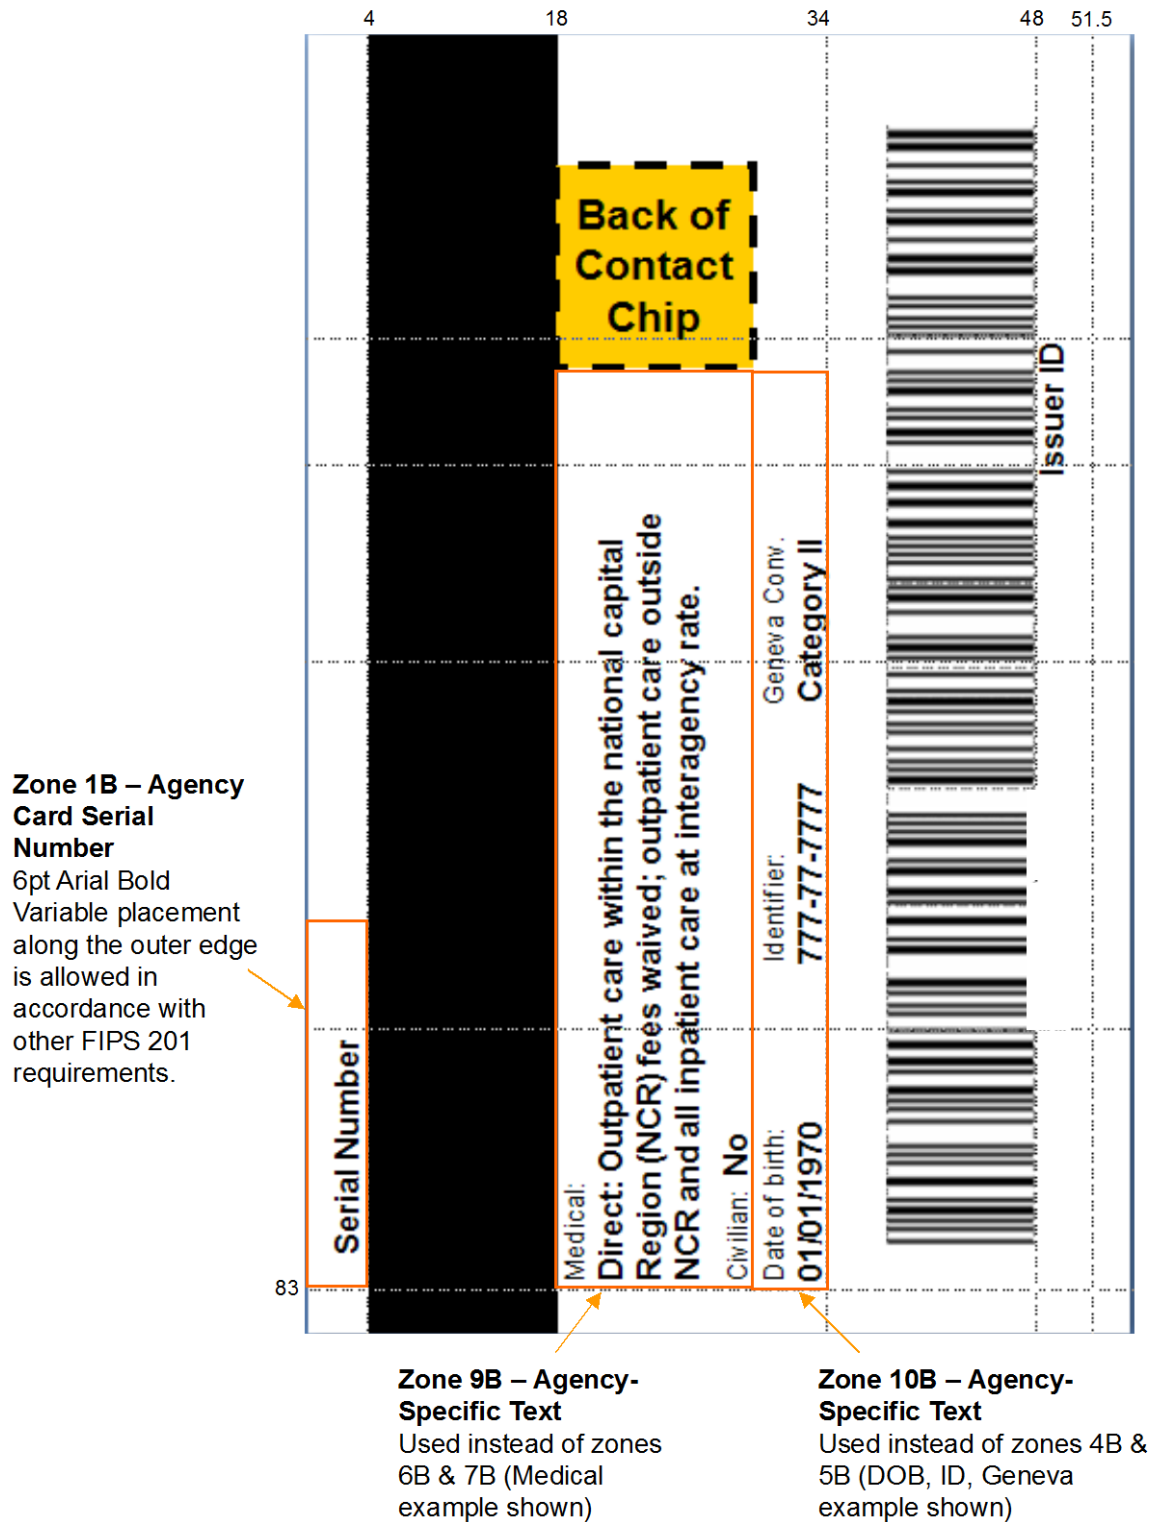 4 18 34 48 51.5
Back of
Contact
Chip
Issuer ID
Medical:
Direct: Outpatient care within the national capital
Region (NCR) fees waived; outpatient care outside
NCR and all inpatient care at interagency rate.
Civilian: No
Date of birth: Identifier: Geneva Conv.
01/01/1970 777-77-7777 Category II
Serial Number
83
Zone 1B – Agency
Card Serial
Number
6pt Arial Bold
Variable placement
along the outer edge
is allowed in
accordance with
other FIPS 201
requirements.
Zone 9B – Agency-
Specific Text
Used instead of zones
6B & 7B (Medical
example shown)
Zone 10B – Agency-
Specific Text
Used instead of zones 4B &
5B (DOB, ID, Geneva
example shown)